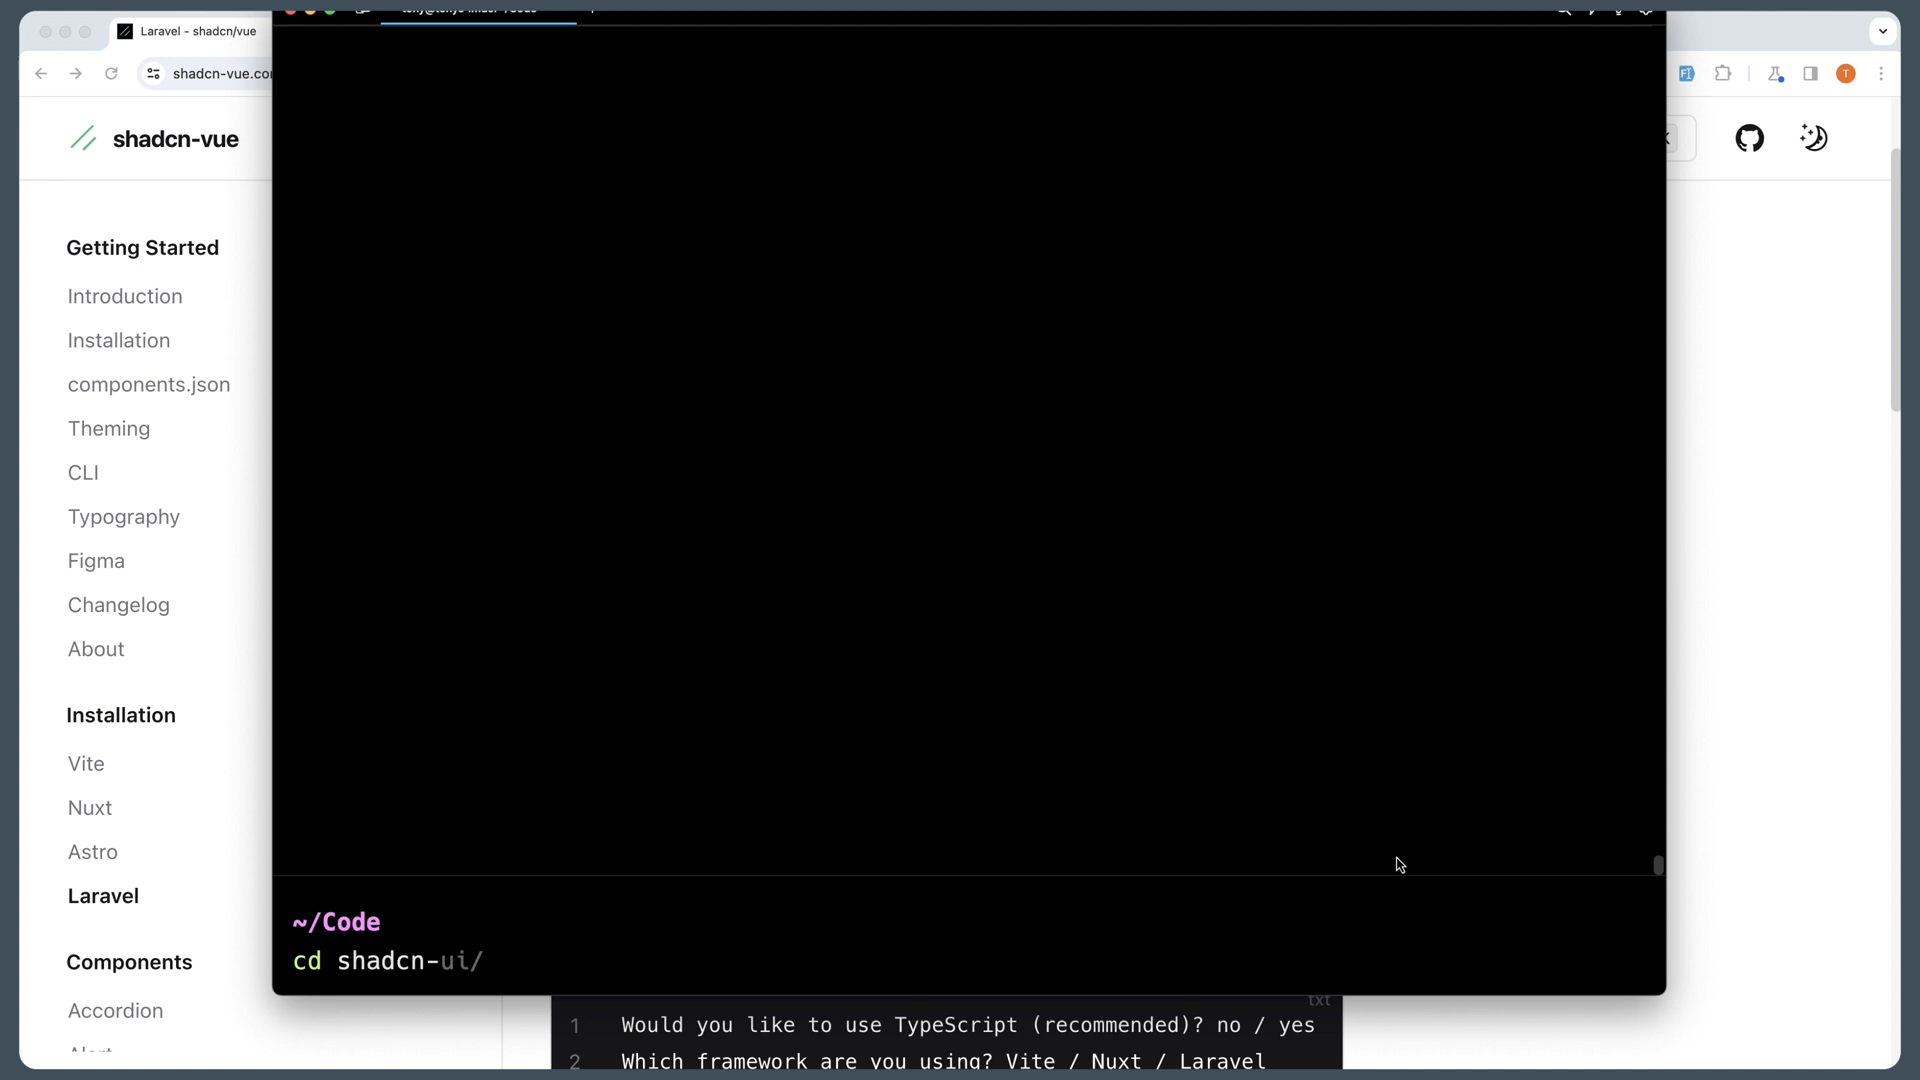 Laravel - shadcn/vue
shadcn-vue.co
T
shadcn-vue
Getting Started
Introduction
Installation
components.json
Theming
CLI
Typography
Figma
Changelog
About
Installation
Vite
Nuxt
Astro
Laravel
Components
Accordion
Alert
~/Code
cd shadcn-ui/
txt
1 Would you like to use TypeScript (recommended)? no / yes
2 Which framework are you using? Vite / Nuxt / Laravel